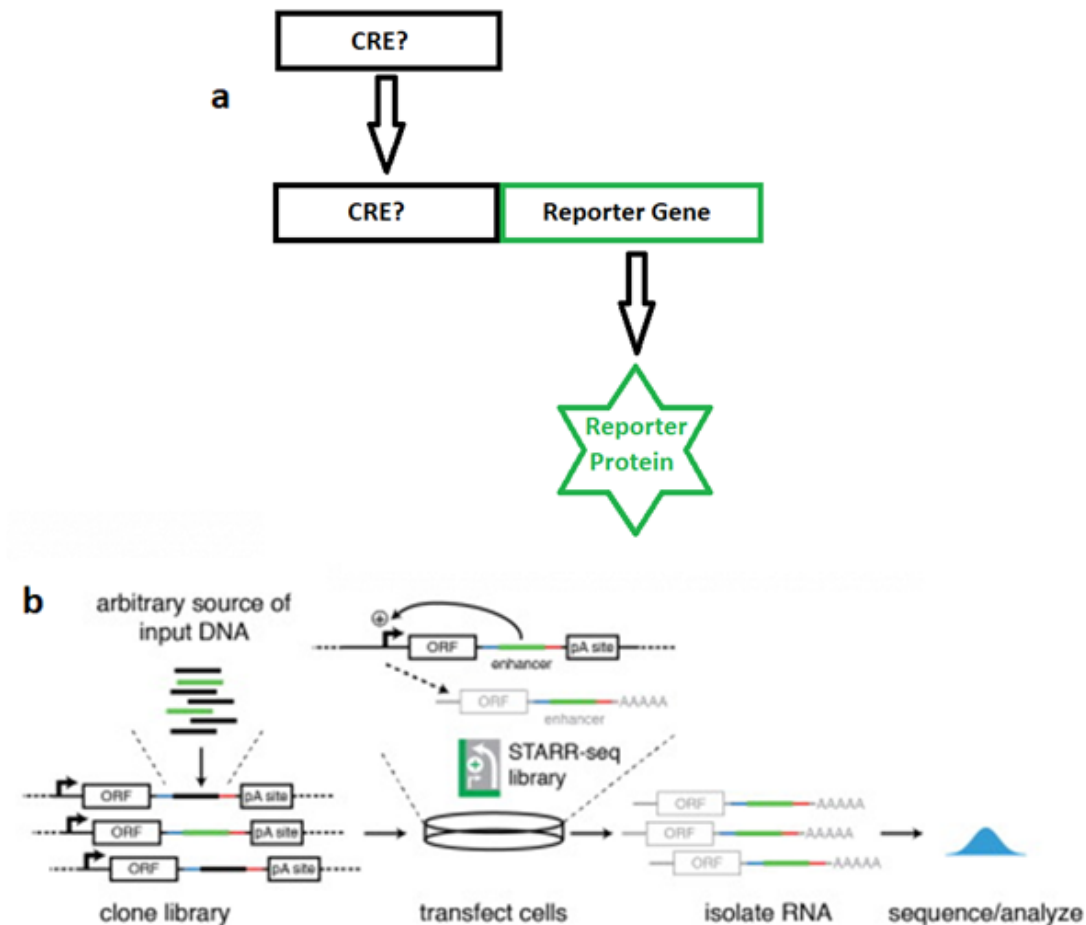 CRE?
a
CRE?
Reporter Gene
Reporter
Protein
b
arbitrary source of
input DNA
+
ORF
enhancer
pA site
ORF
AAAAA
enhancer
+
STARR-seq
library
ORF
pA site
ORF
pA site
ORF
pA site
ORF
AAAAA
ORF
AAAAA
ORF
AAAAA
clone library
transfect cells
isolate RNA
sequence/analyze